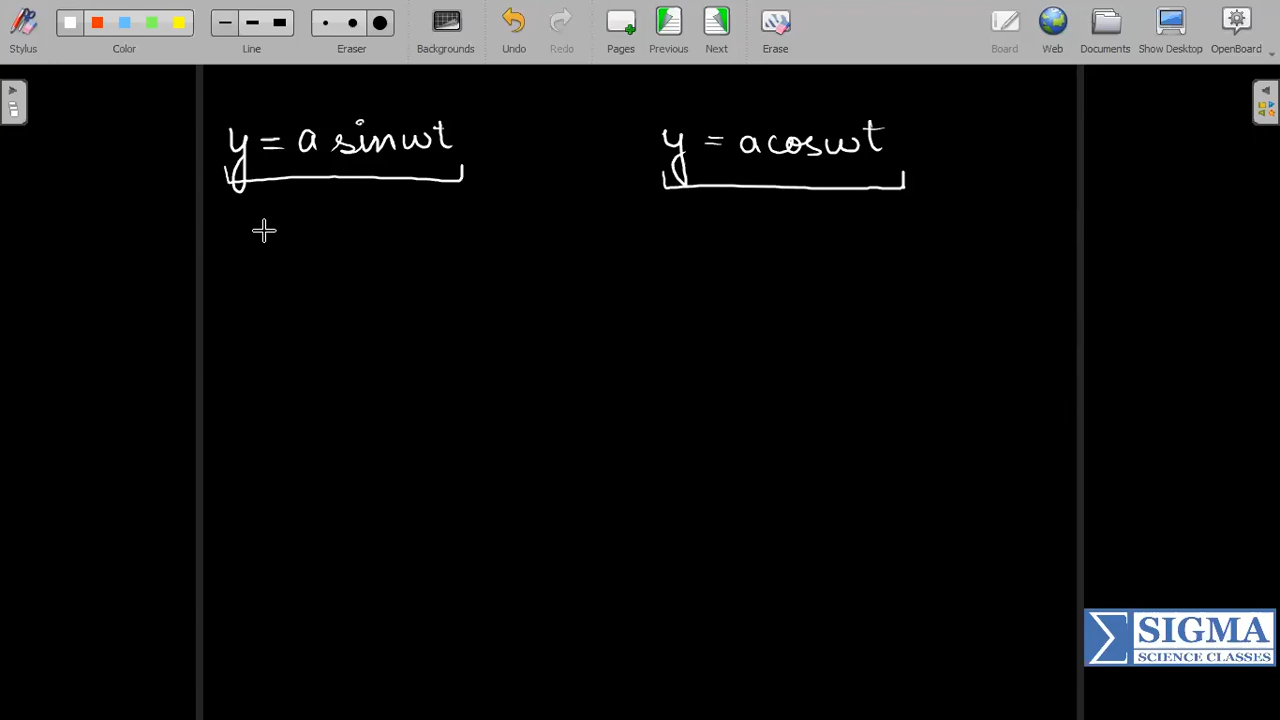 Stylus Color Line Eraser Backgrounds Undo Redo Pages Previous Next Erase Board Web Documents Show Desktop OpenBoard
y = a sinωt y = a cosωt
SIGMA
SCIENCE CLASSES